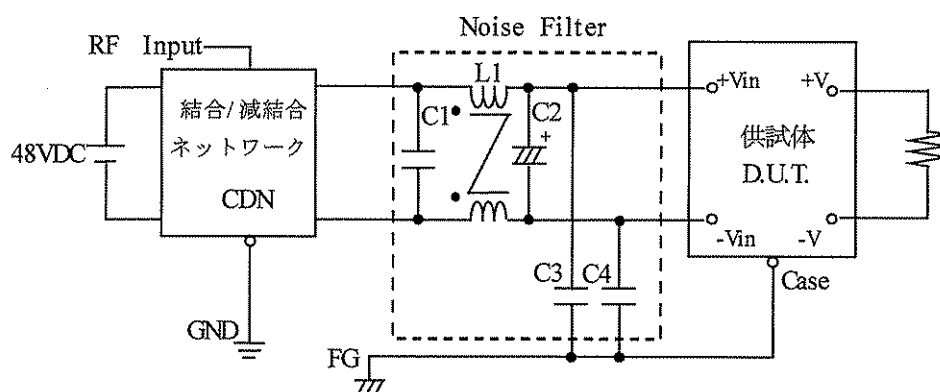 Noise Filter
RF Input
L1
C1
C2
+
+Vin
+V
結合/減結合
ネットワーク
CDN
48VDC
供試体
D.U.T.
-Vin
-V
C3
C4
Case
GND
FG